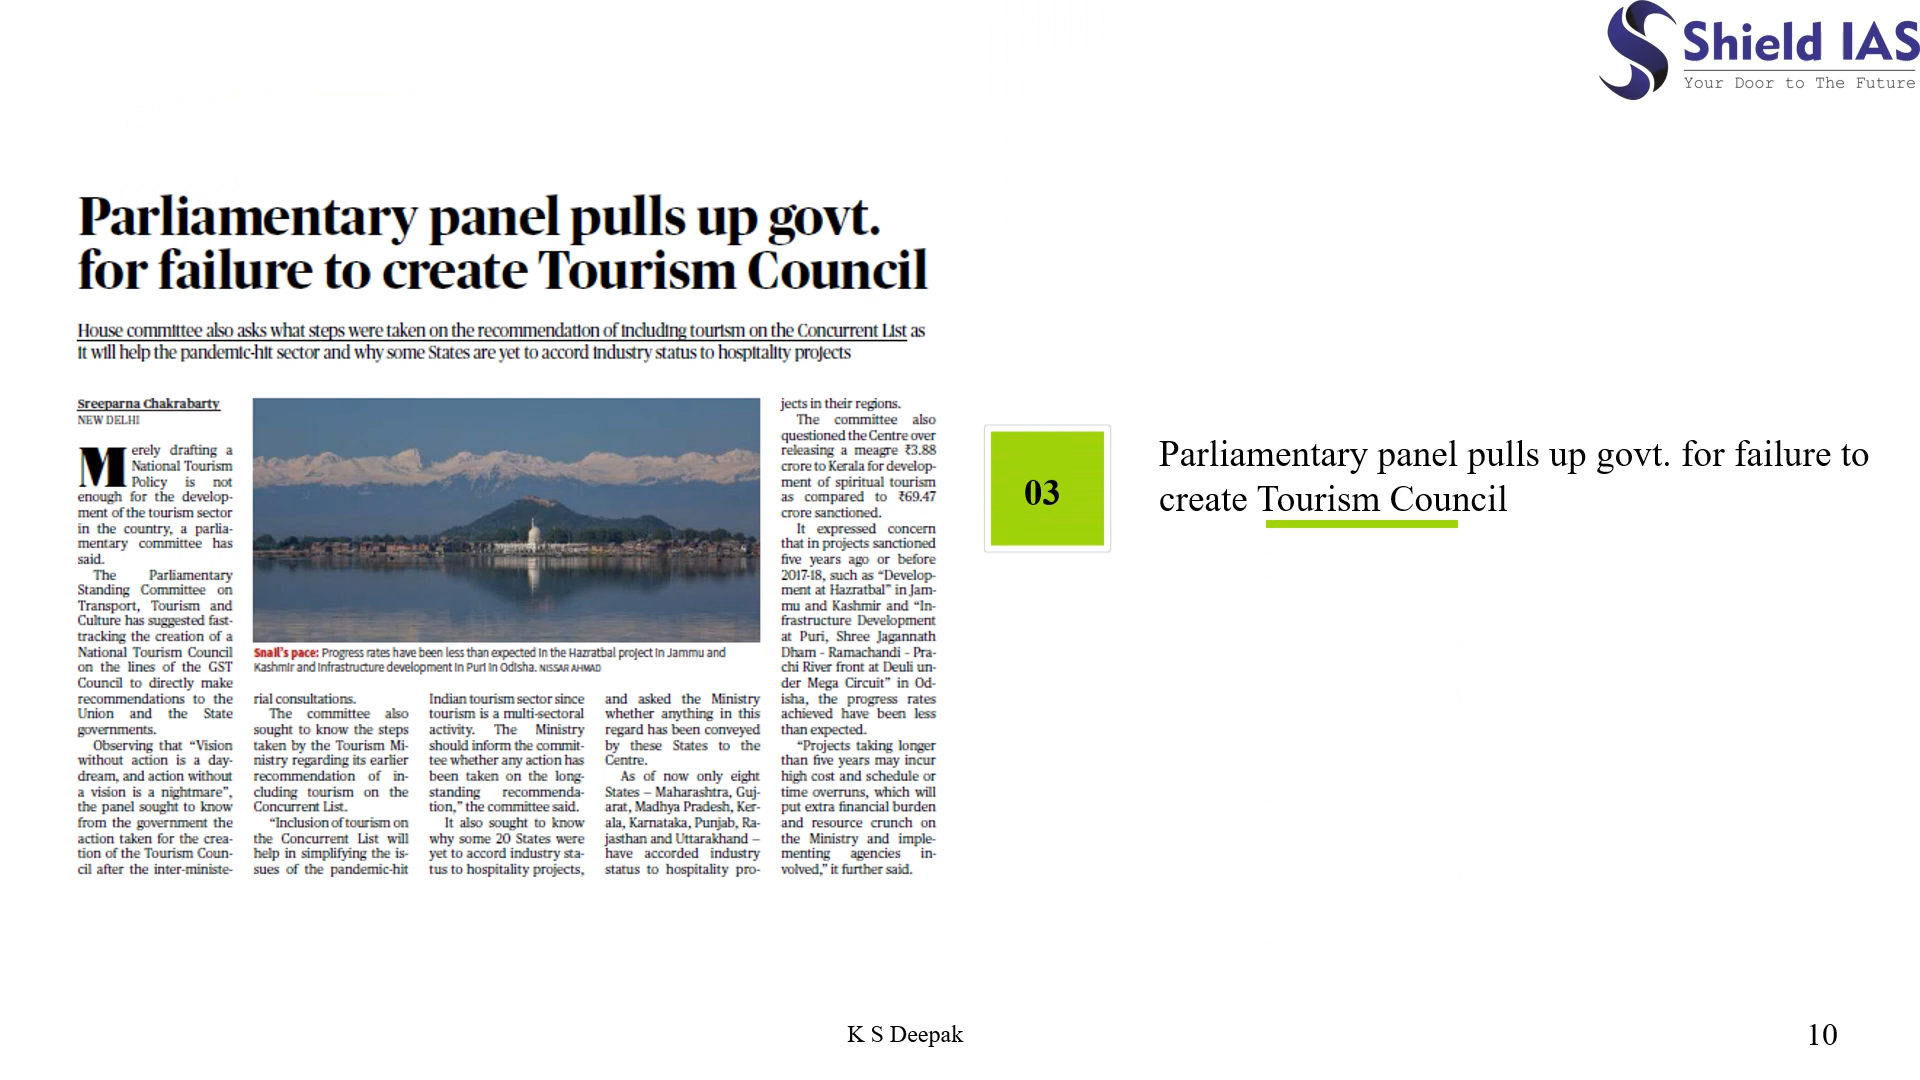 Shield IAS
Your Door to The Future
Parliamentary panel pulls up govt.
for failure to create Tourism Council
House committee also asks what steps were taken on the recommendation of including tourism on the Concurrent List as
it will help the pandemic-hit sector and why some States are yet to accord industry status to hospitality projects
Sreeparna Chakrabarty
NEW DELHI
Merely drafting a
National Tourism
Policy is not
enough for the develop-
ment of the tourism sector
in the country, a parlia-
mentary committee has
said.
The Parliamentary
Standing Committee on
Transport, Tourism and
Culture has suggested fast-
tracking the creation of a
National Tourism Council
on the lines of the GST
Council to directly make
recommendations to the
Union and the State
governments.
Observing that “Vision
without action is a day-
dream, and action without
a vision is a nightmare”,
the panel sought to know
from the government the
action taken for the crea-
tion of the Tourism Coun-
cil after the inter-ministe-
Snail's pace: Progress rates have been less than expected in the Hazratbal project in Jammu and
Kashmir and infrastructure development in Puri in Odisha. NISSAR AHMAD
rial consultations.
The committee also
sought to know the steps
taken by the Tourism Mi-
nistry regarding its earlier
recommendation of in-
cluding tourism on the
Concurrent List.
“Inclusion of tourism on
the Concurrent List will
help in simplifying the is-
sues of the pandemic-hit
Indian tourism sector since
tourism is a multi-sectoral
activity. The Ministry
should inform the commit-
tee whether any action has
been taken on the long-
standing recommenda-
tion,” the committee said.
It also sought to know
why some 20 States were
yet to accord industry sta-
tus to hospitality projects,
and asked the Ministry
whether anything in this
regard has been conveyed
by these States to the
Centre.
As of now only eight
States – Maharashtra, Guj-
arat, Madhya Pradesh, Ker-
ala, Karnataka, Punjab, Ra-
jasthan and Uttarakhand –
have accorded industry
status to hospitality pro-
jects in their regions.
The committee also
questioned the Centre over
releasing a meagre ₹3.88
crore to Kerala for develop-
ment of spiritual tourism
as compared to ₹69.47
crore sanctioned.
It expressed concern
that in projects sanctioned
five years ago or before
2017-18, such as “Develop-
ment at Hazratbal” in Jam-
mu and Kashmir and “In-
frastructure Development
at Puri, Shree Jagannath
Dham - Ramachandi - Pra-
chi River front at Deuli un-
der Mega Circuit” in Od-
isha, the progress rates
achieved have been less
than expected.
“Projects taking longer
than five years may incur
high cost and schedule or
time overruns, which will
put extra financial burden
and resource crunch on
the Ministry and imple-
menting agencies in-
volved,” it further said.
03
Parliamentary panel pulls up govt. for failure to
create Tourism Council
K S Deepak
10